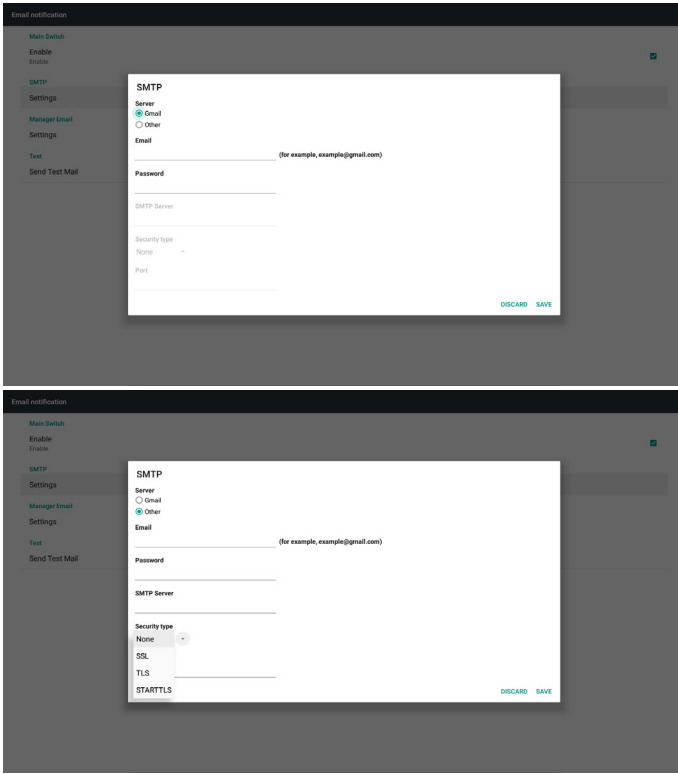 Email notification
Main Switch
Enable
Enable
SMTP
Settings
Manager Email
Settings
Test
Send Test Mail
SMTP
Server
Gmail
Other
Email
(for example, example@gmail.com)
Password
SMTP Server
Security type
None
Port
DISCARD SAVE
Email notification
Main Switch
Enable
Enable
SMTP
Settings
Manager Email
Settings
Test
Send Test Mail
SMTP
Server
Gmail
Other
Email
(for example, example@gmail.com)
Password
SMTP Server
Security type
None
SSL
TLS
STARTTLS
DISCARD SAVE